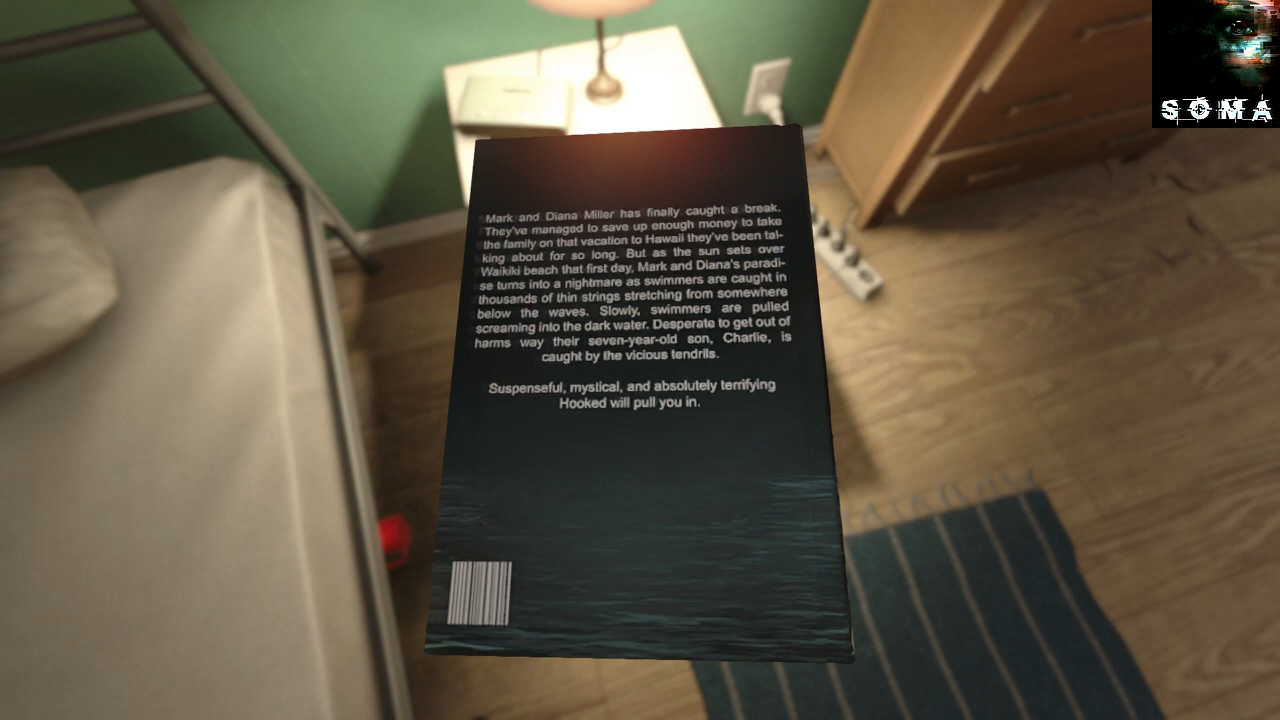 SOMA
Mark and Diana Miller has finally caught a break.
They've managed to save up enough money to take
the family on that vacation to Hawaii they've been tal-
king about for so long. But as the sun sets over
Waikiki beach that first day, Mark and Diana's paradi-
se turns into a nightmare as swimmers are caught in
thousands of thin strings stretching from somewhere
below the waves. Slowly, swimmers are pulled
screaming into the dark water. Desperate to get out of
harms way their seven-year-old son, Charlie, is
caught by the vicious tendrils.
Suspenseful, mystical, and absolutely terrifying
Hooked will pull you in.